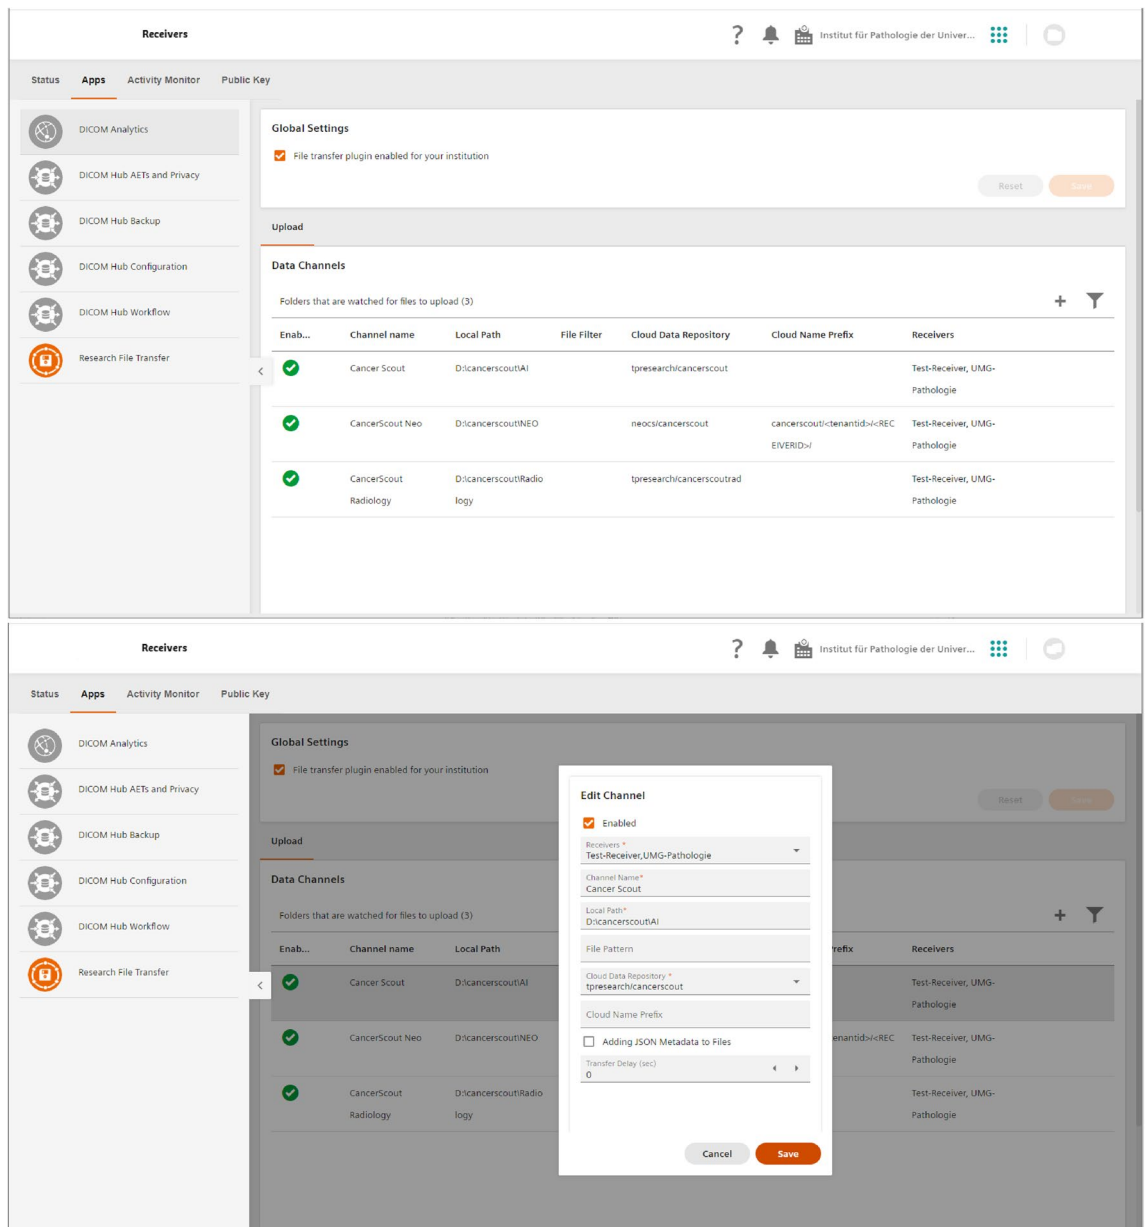 Receivers
? Institut für Pathologie der Univer...
Status Apps Activity Monitor Public Key
DICOM Analytics
DICOM Hub AETs and Privacy
DICOM Hub Backup
DICOM Hub Configuration
DICOM Hub Workflow
Research File Transfer
Global Settings
File transfer plugin enabled for your institution
Reset Save
Upload
Data Channels
Folders that are watched for files to upload (3)
Enab... Channel name Local Path File Filter Cloud Data Repository Cloud Name Prefix Receivers
Cancer Scout D:\cancerscout\AI tpresearch/cancerscout Test-Receiver, UMG-
Pathologie
CancerScout Neo D:\cancerscout\NEO neocs/cancerscout cancerscout/<tenantid>/<REC Test-Receiver, UMG-
EIVERID>/ Pathologie
CancerScout D:\cancerscout\Radio tpresearch/cancerscoutrad Test-Receiver, UMG-
Radiology logy Pathologie
Receivers
? Institut für Pathologie der Univer...
Status Apps Activity Monitor Public Key
DICOM Analytics
DICOM Hub AETs and Privacy
DICOM Hub Backup
DICOM Hub Configuration
DICOM Hub Workflow
Research File Transfer
Global Settings
File transfer plugin enabled for your institution
Reset Save
Upload
Data Channels
Folders that are watched for files to upload (3)
Enab... Channel name Local Path refix Receivers
Cancer Scout D:\cancerscout\AI Test-Receiver, UMG-
Pathologie
CancerScout Neo D:\cancerscout\NEO enantid>/<REC Test-Receiver, UMG-
Pathologie
CancerScout D:\cancerscout\Radio Test-Receiver, UMG-
Radiology logy Pathologie
Edit Channel
Enabled
Receivers *
Test-Receiver,UMG-Pathologie
Channel Name*
Cancer Scout
Local Path*
D:\cancerscout\AI
File Pattern
Cloud Data Repository *
tpresearch/cancerscout
Cloud Name Prefix
Adding JSON Metadata to Files
Transfer Delay (sec)
0
Cancel Save